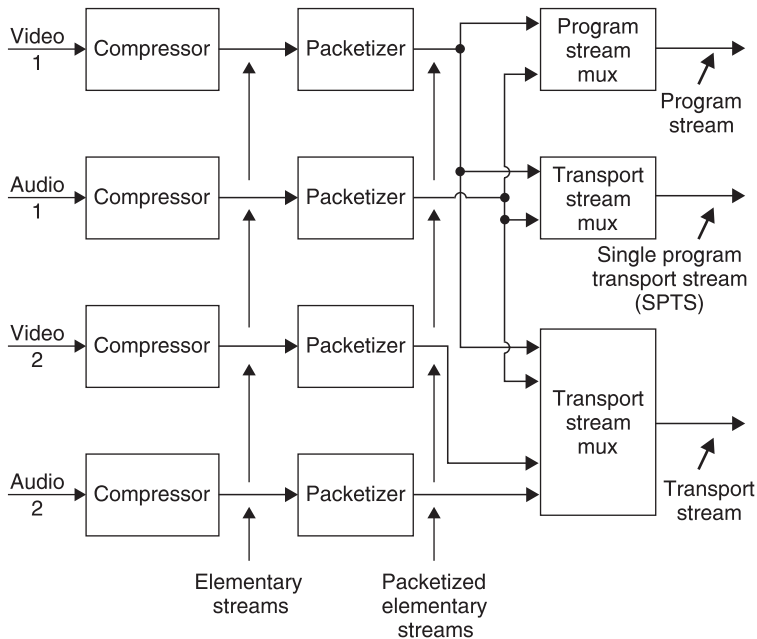 Video
1
Compressor
Packetizer
Program
stream
mux
Program
stream
Audio
1
Compressor
Packetizer
Transport
stream
mux
Single program
transport stream
(SPTS)
Video
2
Compressor
Packetizer
Transport
stream
mux
Transport
stream
Audio
2
Compressor
Packetizer
Elementary
streams
Packetized
elementary
streams